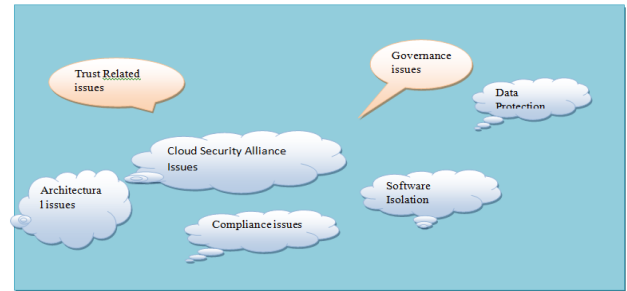 Trust Related
issues
Governance
issues
Data
Protection
Cloud Security Alliance
Issues
Architectura
l issues
Software
Isolation
Compliance issues